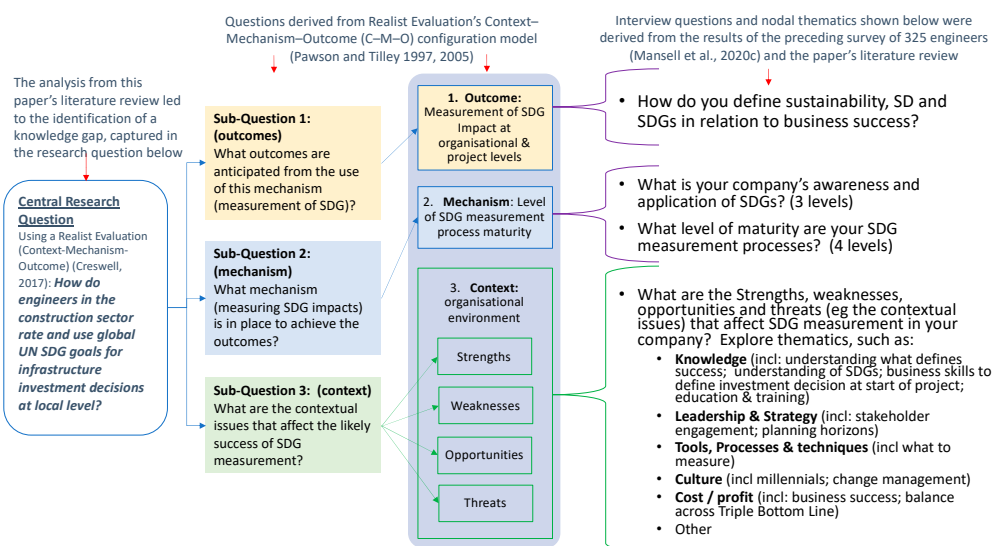 Questions derived from Realist Evaluation's Context–
Mechanism–Outcome (C–M–O) configuration model
(Pawson and Tilley 1997, 2005)
Interview questions and nodal thematics shown below were
derived from the results of the preceding survey of 325 engineers
(Mansell et al., 2020c) and the paper's literature review
The analysis from this
paper's literature review led
to the identification of a
knowledge gap, captured in
the research question below
Central Research
Question
Using a Realist Evaluation
(Context-Mechanism-
Outcome) (Creswell,
2017): How do
engineers in the
construction sector
rate and use global
UN SDG goals for
infrastructure
investment decisions
at local level?
Sub-Question 1:
(outcomes)
What outcomes are
anticipated from the use
of this mechanism
(measurement of SDG)?
Sub-Question 2:
(mechanism)
What mechanism
(measuring SDG impacts)
is in place to achieve the
outcomes?
Sub-Question 3: (context)
What are the contextual
issues that affect the likely
success of SDG
measurement?
1. Outcome:
Measurement of SDG
Impact at
organisational &
project levels
2. Mechanism: Level
of SDG measurement
process maturity
3. Context:
organisational
environment
Strengths
Weaknesses
Opportunities
Threats
• How do you define sustainability, SD and
SDGs in relation to business success?
• What is your company's awareness and
application of SDGs? (3 levels)
• What level of maturity are your SDG
measurement processes? (4 levels)
• What are the Strengths, weaknesses,
opportunities and threats (eg the contextual
issues) that affect SDG measurement in your
company? Explore thematics, such as:
• Knowledge (incl: understanding what defines
success; understanding of SDGs; business skills to
define investment decision at start of project;
education & training)
• Leadership & Strategy (incl: stakeholder
engagement; planning horizons)
• Tools, Processes & techniques (incl what to
measure)
• Culture (incl millennials; change management)
• Cost / profit (incl: business success; balance
across Triple Bottom Line)
• Other